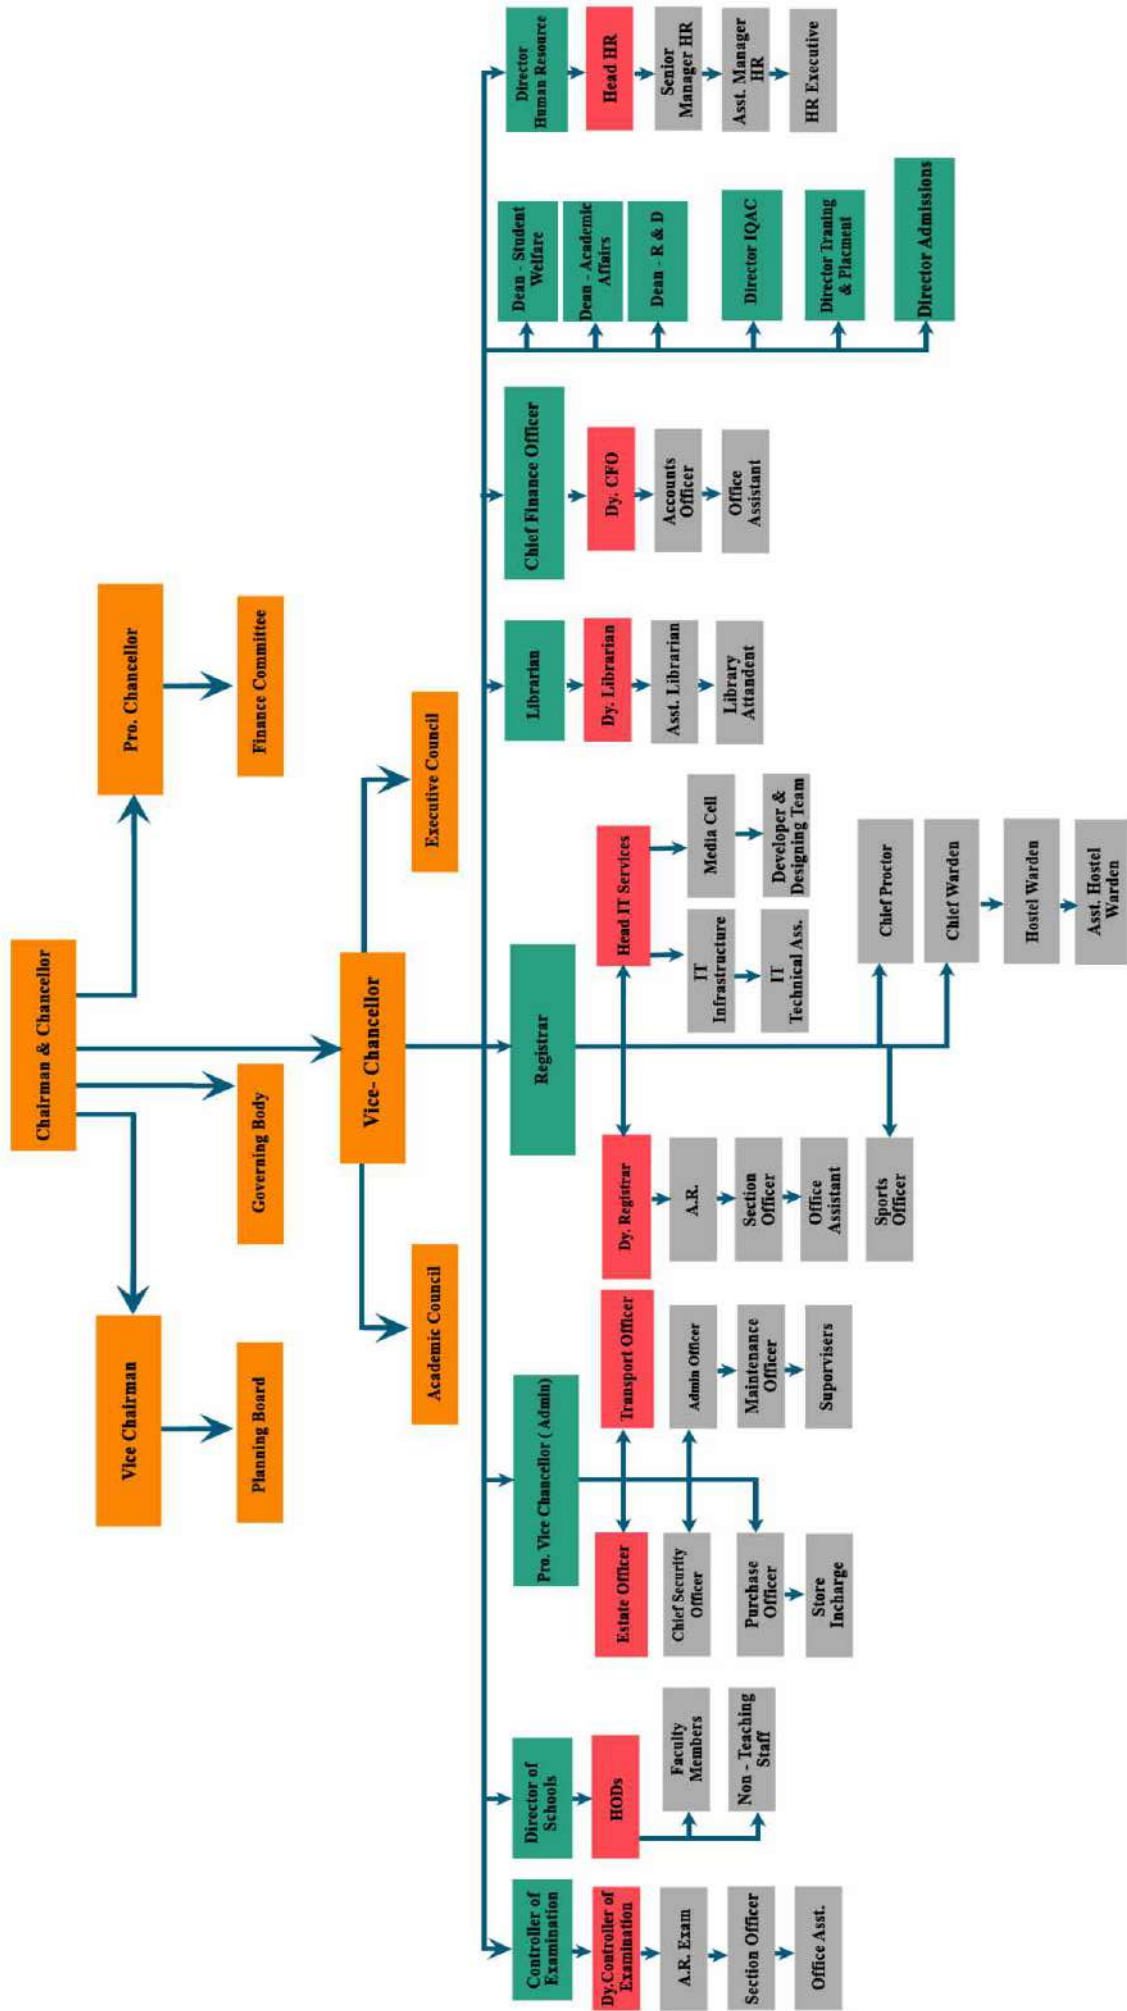 Chairman & Chancellor
Vice Chairman
Pro. Chancellor
Planning Board
Governing Body
Finance Committee
Vice- Chancellor
Academic Council
Executive Council
Controller of
Examination
Dy.Controller of
Examination
A.R. Exam
Section Officer
Office Asst.
Director of
Schools
HODs
Faculty
Members
Non - Teaching
Staff
Pro. Vice Chancellor ( Admin)
Estate Officer
Transport Officer
Chief Security
Officer
Admin Officer
Purchase
Officer
Maintenance
Officer
Store
Incharge
Suporvisers
Registrar
Dy. Registrar
Head IT Services
A.R.
Section
Officer
Office
Assistant
Sports
Officer
IT
Infrastructure
IT
Technical Ass.
Media Cell
Developer &
Designing Team
Chief Proctor
Chief Warden
Hostel Warden
Asst. Hostel
Warden
Librarian
Dy. Librarian
Asst. Librarian
Library
Attandent
Chief Finance Officer
Dy. CFO
Accounts
Officer
Office
Assistant
Dean - Student
Welfare
Dean - Academic
Affairs
Dean - R & D
Director IQAC
Director Traning
& Placment
Director Admissions
Director
Human Resource
Head HR
Senior
Manager HR
Asst. Manager
HR
HR Executive